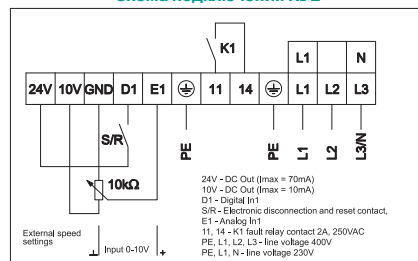 K1
L1 N
24V 10V GND D1 E1 11 14 L1 L2 L3
S/R
10kΩ
PE PE L1 L2 L3/N
External speed
settings
Input 0-10V +
24V - DC Out (Imax = 70mA)
10V - DC Out (Imax = 10mA)
D1 - Digital In1
S/R - Electronic disconnection and reset contact,
E1 - Analog In1
11, 14 - K1 fault relay contact 2A, 250VAC
PE, L1, L2, L3 - line voltage 400V
PE, L1, N - line voltage 230V